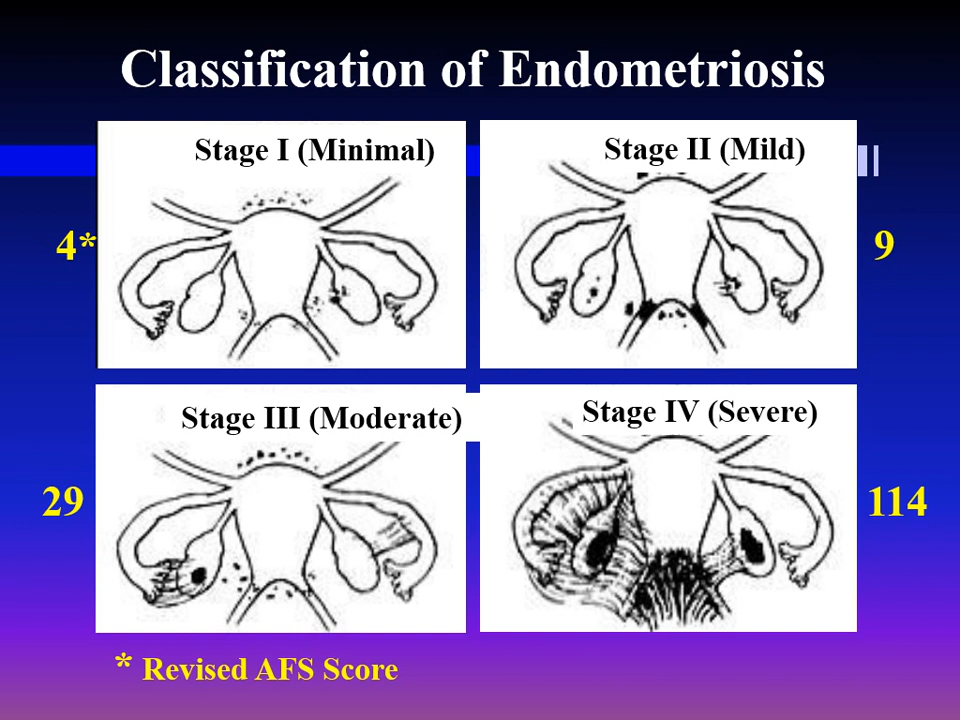 Classification of Endometriosis
Stage I (Minimal)
Stage II (Mild)
4*
9
Stage III (Moderate)
Stage IV (Severe)
29
114
* Revised AFS Score